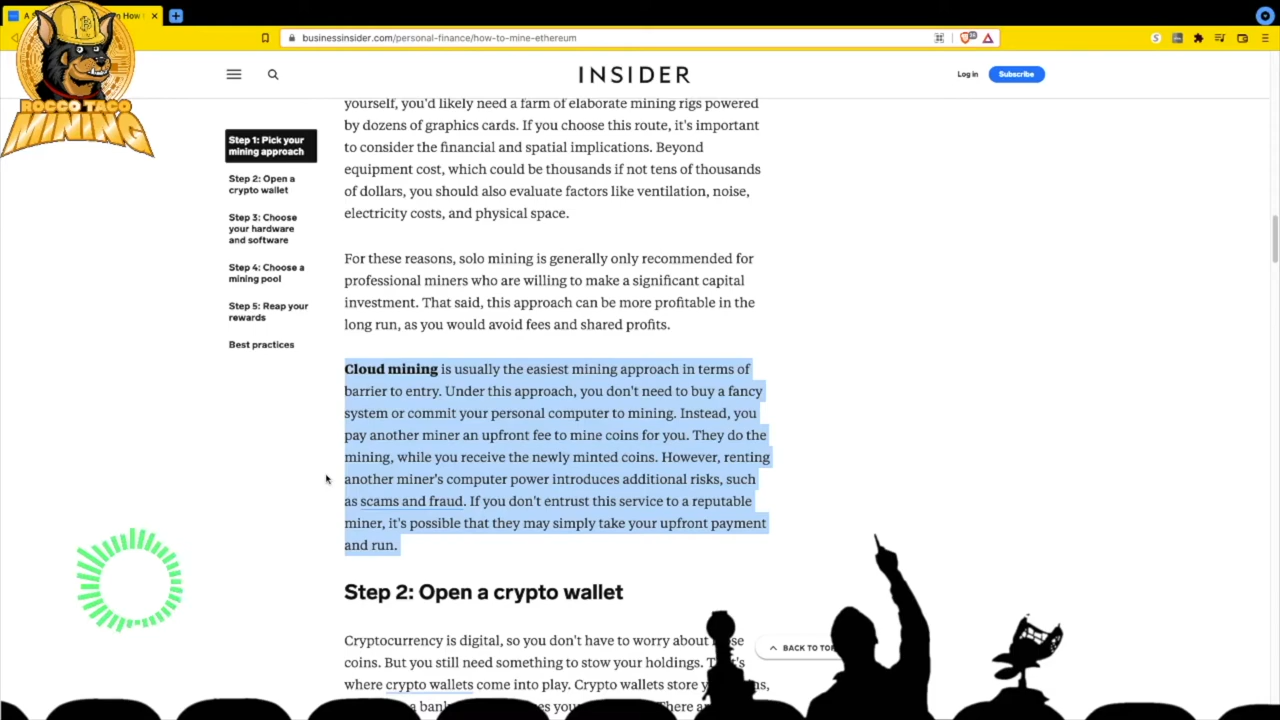 businessinsider.com/personal-finance/how-to-mine-ethereum
ROCCO TACO
MINING
INSIDER
Log in
Subscribe
Step 1: Pick your
mining approach
Step 2: Open a
crypto wallet
Step 3: Choose
your hardware
and software
Step 4: Choose a
mining pool
Step 5: Reap your
rewards
Best practices
yourself, you'd likely need a farm of elaborate mining rigs powered
by dozens of graphics cards. If you choose this route, it's important
to consider the financial and spatial implications. Beyond
equipment cost, which could be thousands if not tens of thousands
of dollars, you should also evaluate factors like ventilation, noise,
electricity costs, and physical space.
For these reasons, solo mining is generally only recommended for
professional miners who are willing to make a significant capital
investment. That said, this approach can be more profitable in the
long run, as you would avoid fees and shared profits.
Cloud mining is usually the easiest mining approach in terms of
barrier to entry. Under this approach, you don't need to buy a fancy
system or commit your personal computer to mining. Instead, you
pay another miner an upfront fee to mine coins for you. They do the
mining, while you receive the newly minted coins. However, renting
another miner's computer power introduces additional risks, such
as scams and fraud. If you don't entrust this service to a reputable
miner, it's possible that they may simply take your upfront payment
and run.
Step 2: Open a crypto wallet
Cryptocurrency is digital, so you don't have to worry about
coins. But you still need something to stow your holdings.
where crypto wallets come into play. Crypto wallets store
BACK TO